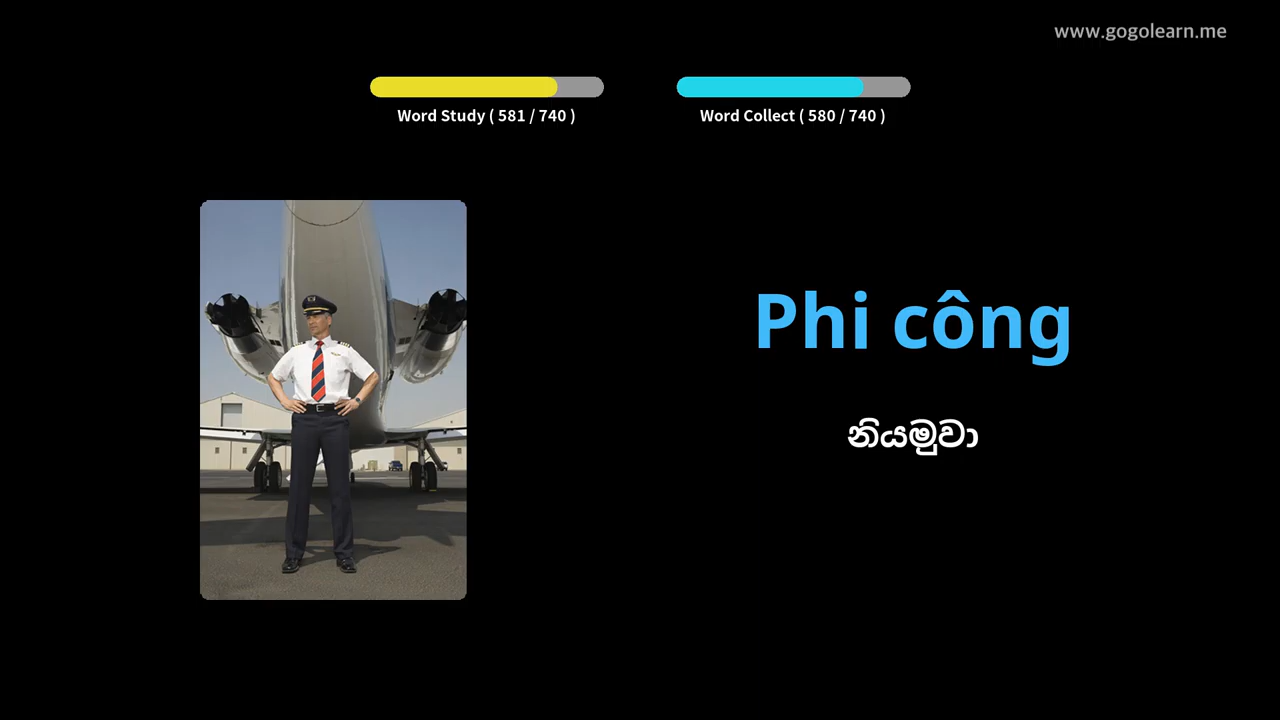 www.gogolearn.me
Word Study ( 581 / 740 )
Word Collect ( 580 / 740 )
Phi công
නියමුවා